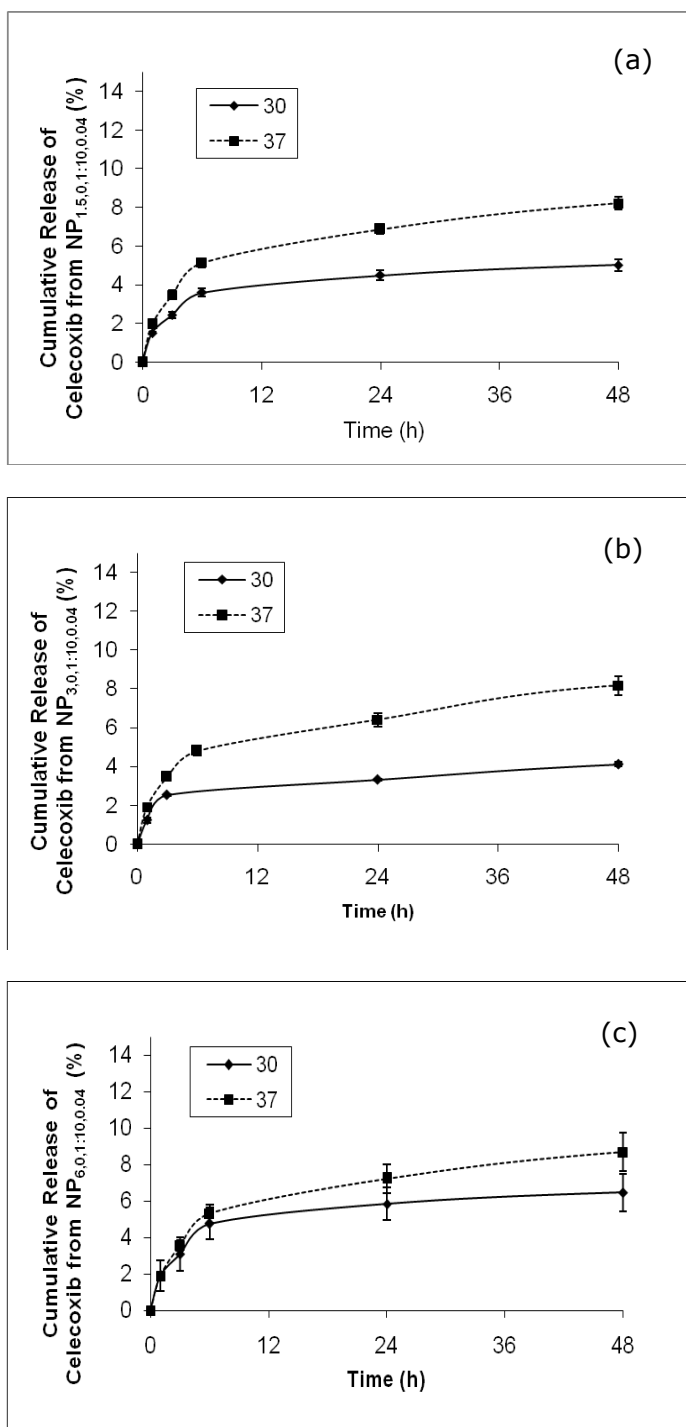 (a)
Cumulative Release of
Celecoxib from NP1.5,0,1:10,0.04 (%)
14
12
10
8
6
4
2
0
30
37
0 12 24 36 48
Time (h)
(b)
Cumulative Release of
Celecoxib from NP3,0,1:10,0.04 (%)
14
12
10
8
6
4
2
0
30
37
0 12 24 36 48
Time (h)
(c)
Cumulative Release of
Celecoxib from NP6,0,1:10,0.04 (%)
14
12
10
8
6
4
2
0
30
37
0 12 24 36 48
Time (h)